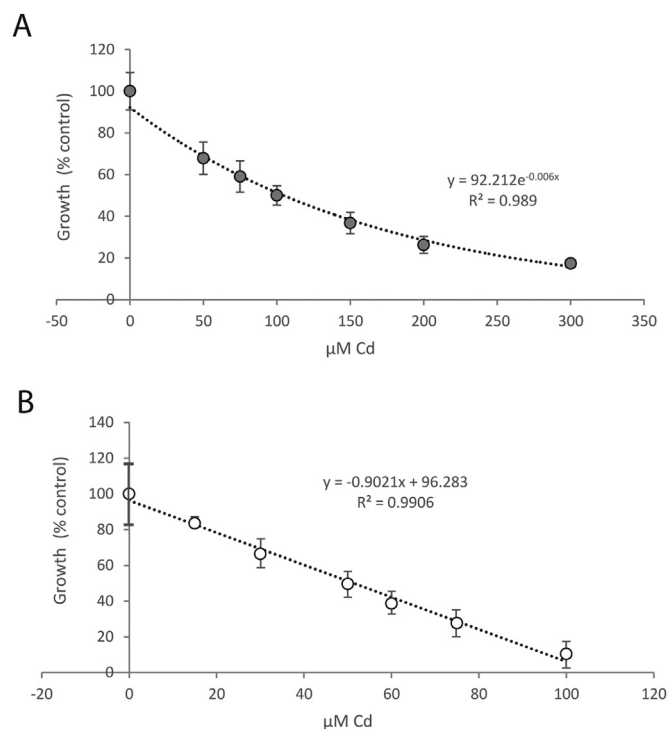 A
120
100
80
60
40
20
0
Growth (% control)
y = 92.212e^-0.006x
R² = 0.989
-50 0 50 100 150 200 250 300 350
µM Cd
B
140
120
100
80
60
40
20
0
Growth (% control)
y = -0.9021x + 96.283
R² = 0.9906
-20 0 20 40 60 80 100 120
µM Cd